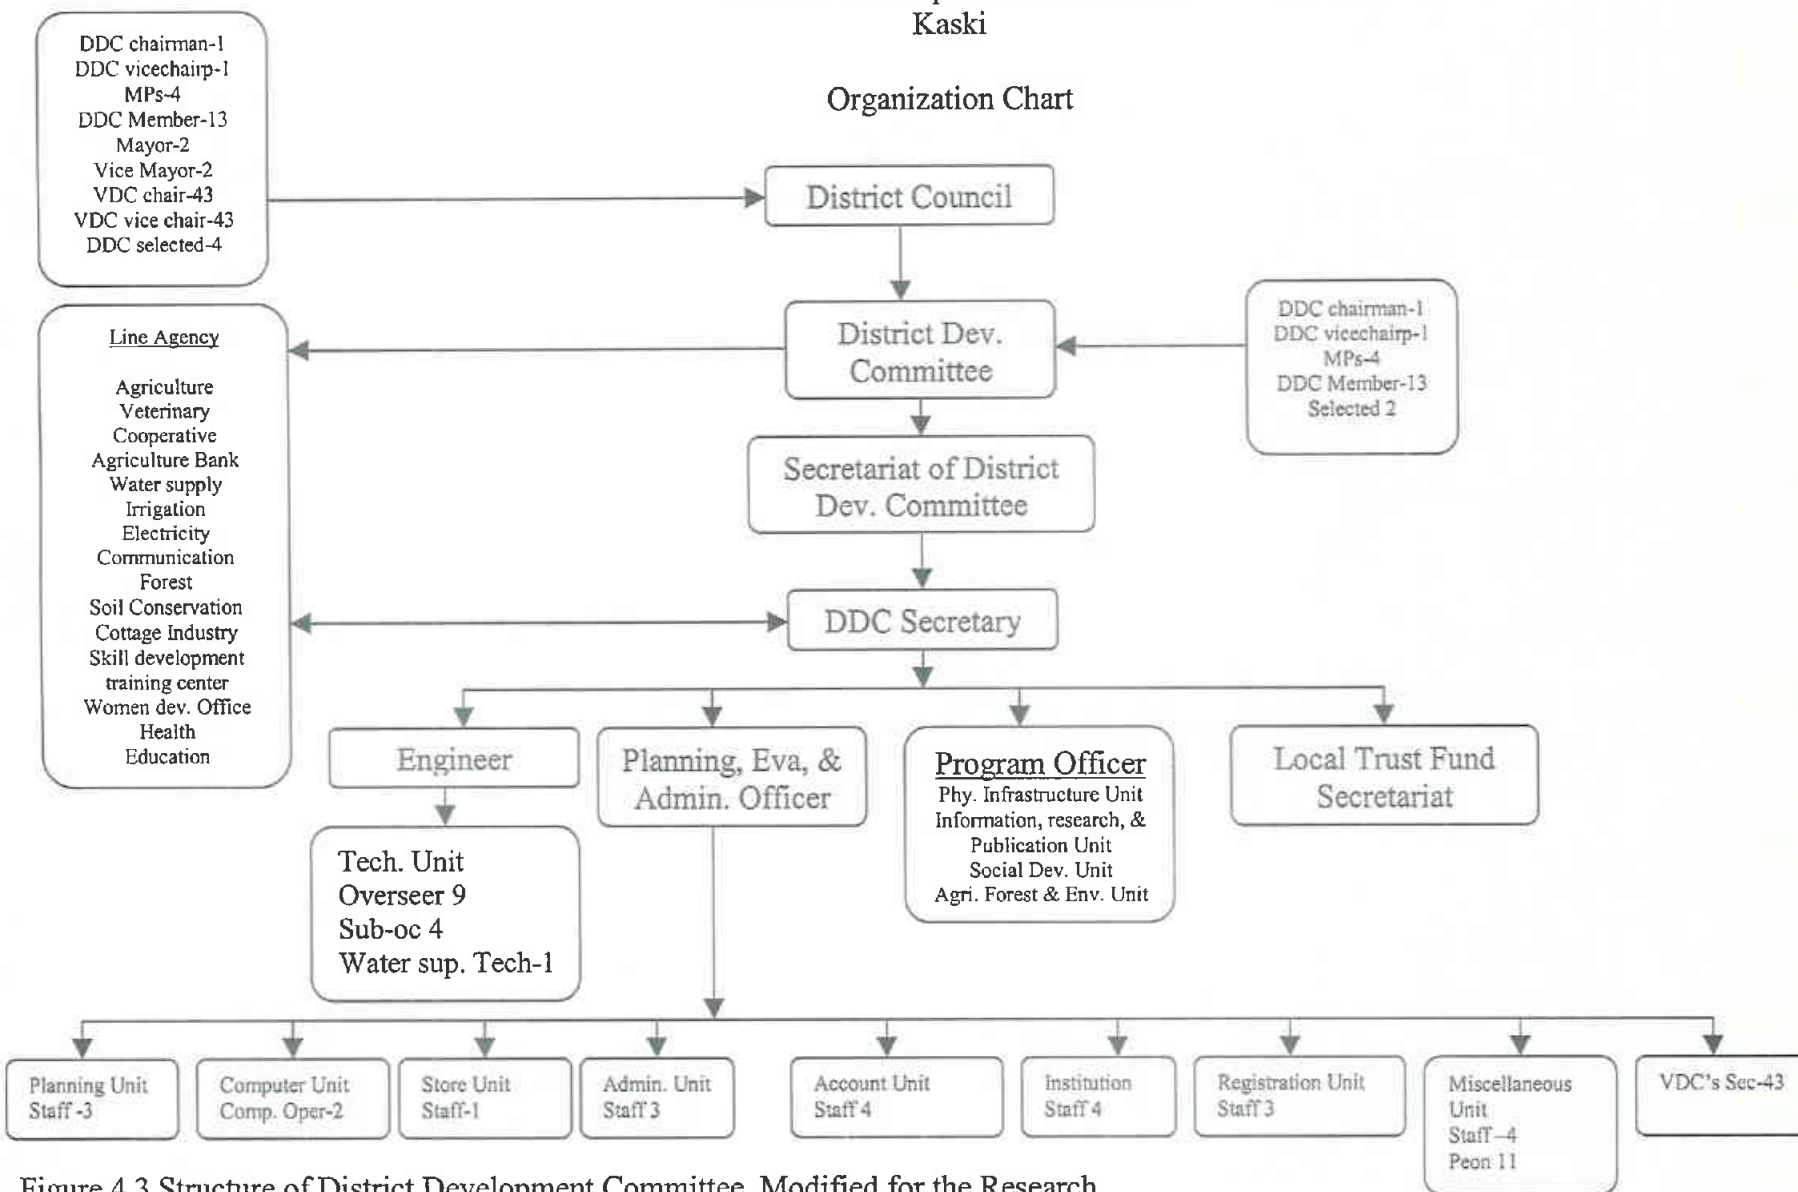 Kaski
Organization Chart
DDC chairman-1
DDC vicechairp-1
MPs-4
DDC Member-13
Mayor-2
Vice Mayor-2
VDC chair-43
VDC vice chair-43
DDC selected-4
District Council
District Dev.
Committee
DDC chairman-1
DDC vicechairp-1
MPs-4
DDC Member-13
Selected 2
Line Agency
Agriculture
Veterinary
Cooperative
Agriculture Bank
Water supply
Irrigation
Electricity
Communication
Forest
Soil Conservation
Cottage Industry
Skill development
training center
Women dev. Office
Health
Education
Secretariat of District
Dev. Committee
DDC Secretary
Engineer
Planning, Eva, &
Admin. Officer
Program Officer
Phy. Infrastructure Unit
Information, research, &
Publication Unit
Social Dev. Unit
Agri. Forest & Env. Unit
Local Trust Fund
Secretariat
Tech. Unit
Overseer 9
Sub-oc 4
Water sup. Tech-1
Planning Unit
Staff -3
Computer Unit
Comp. Oper-2
Store Unit
Staff-1
Admin. Unit
Staff 3
Account Unit
Staff 4
Institution
Staff 4
Registration Unit
Staff 3
Miscellaneous
Unit
Staff-4
Peon 11
VDC's Sec-43
Figure 4.3 Structure of District Development Committee, Modified for the Research